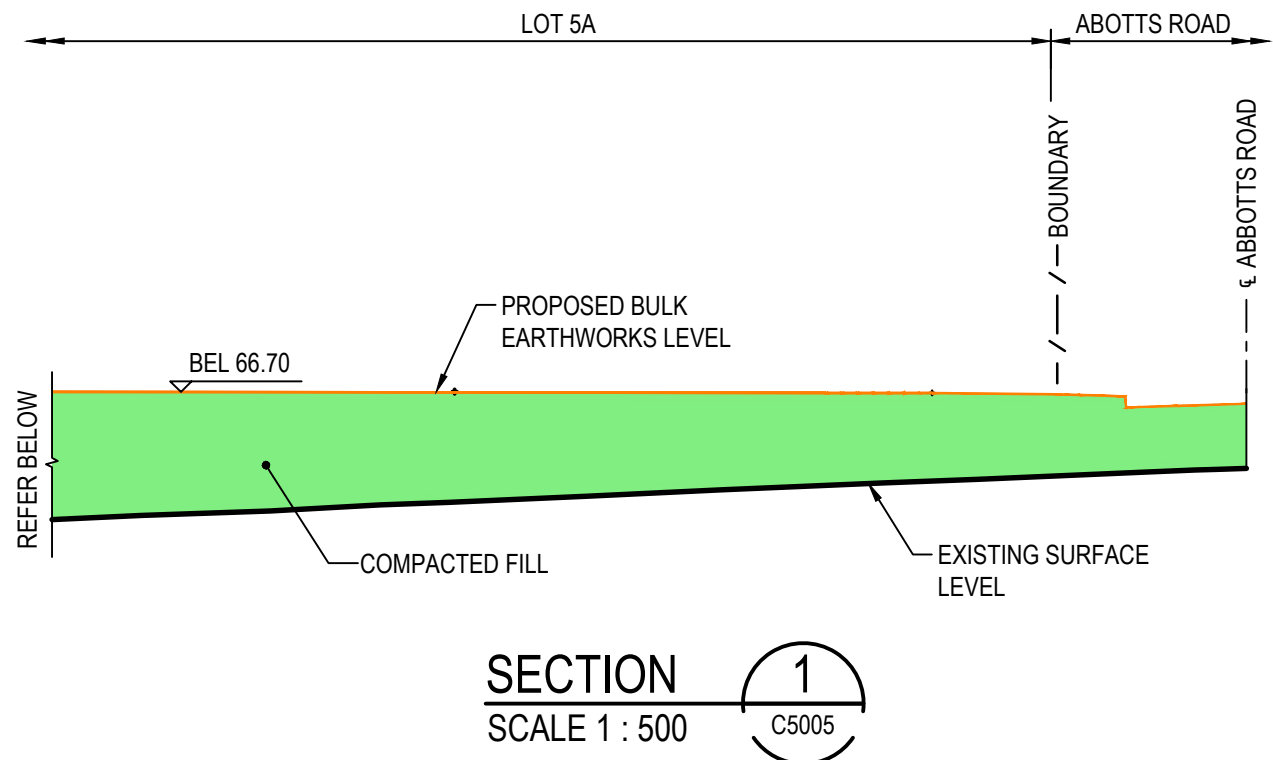 LOT 5A
ABOTTS ROAD
BOUNDARY
℄ ABBOTTS ROAD
PROPOSED BULK
EARTHWORKS LEVEL
BEL 66.70
REFER BELOW
COMPACTED FILL
EXISTING SURFACE
LEVEL
SECTION
1
SCALE 1 : 500
C5005